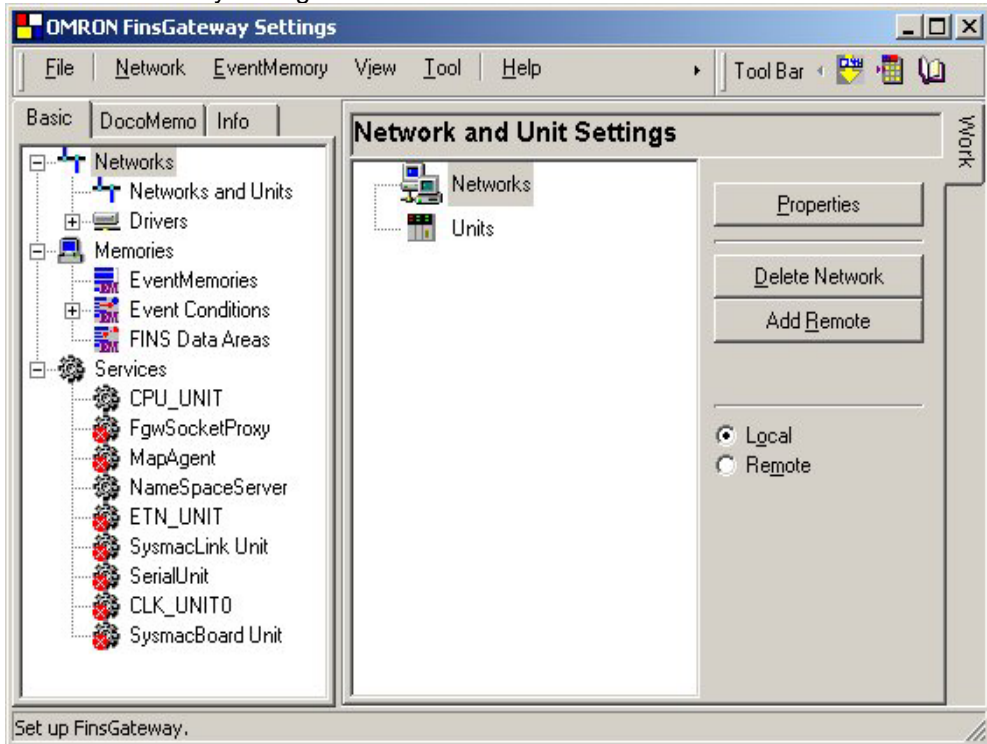 OMRON FinsGateway Settings
File Network EventMemory View Tool Help Tool Bar
Basic DocoMemo Info
Networks
Networks and Units
Drivers
Memories
EventMemories
Event Conditions
FINS Data Areas
Services
CPU_UNIT
FgwSocketProxy
MapAgent
NameSpaceServer
ETN_UNIT
SysmacLink Unit
SerialUnit
CLK_UNIT0
SysmacBoard Unit
Network and Unit Settings
Networks
Units
Properties
Delete Network
Add Remote
Local
Remote
Work
Set up FinsGateway.